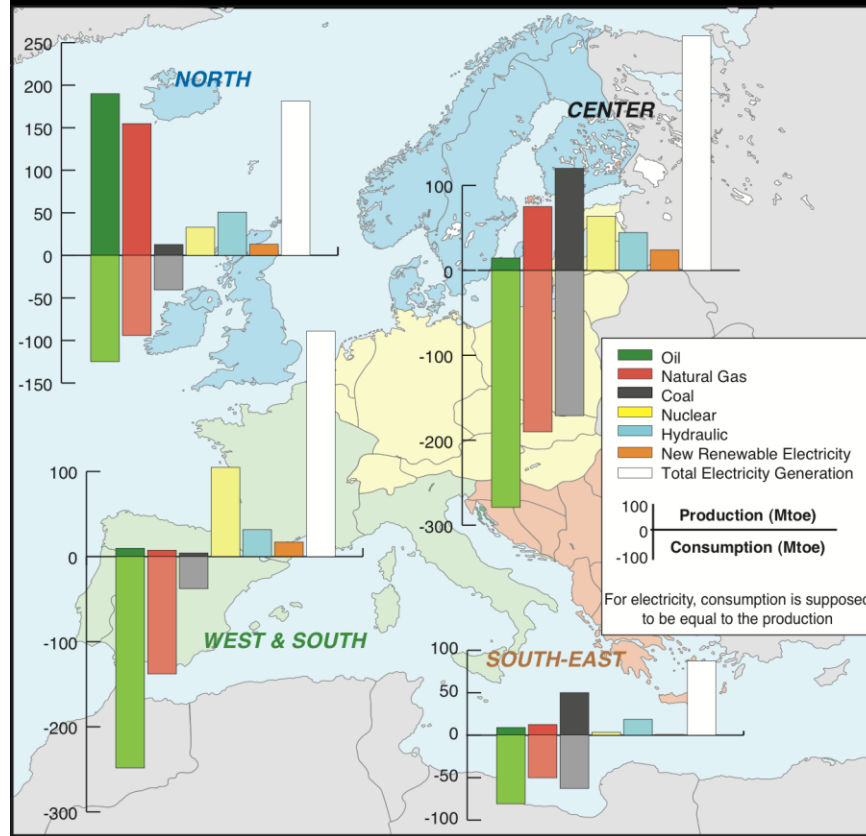 250
200
150
100
50
0
-50
-100
-150
NORTH
CENTER
100
0
-100
-200
-300
Oil
Natural Gas
Coal
Nuclear
Hydraulic
New Renewable Electricity
Total Electricity Generation
100
0
-100
Production (Mtoe)
Consumption (Mtoe)
For electricity, consumption is supposed
to be equal to the production
100
0
-100
-200
-300
WEST & SOUTH
SOUTH-EAST
100
50
0
-50
-100